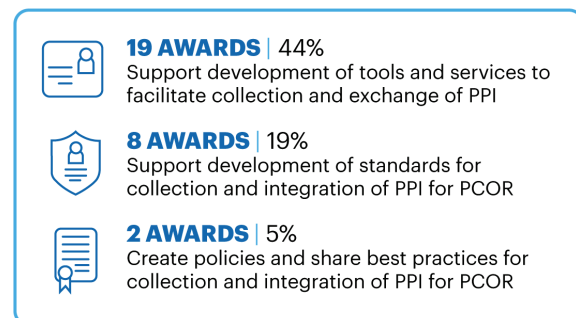 19 AWARDS | 44%
Support development of tools and services to
facilitate collection and exchange of PPI
8 AWARDS | 19%
Support development of standards for
collection and integration of PPI for PCOR
2 AWARDS | 5%
Create policies and share best practices for
collection and integration of PPI for PCOR